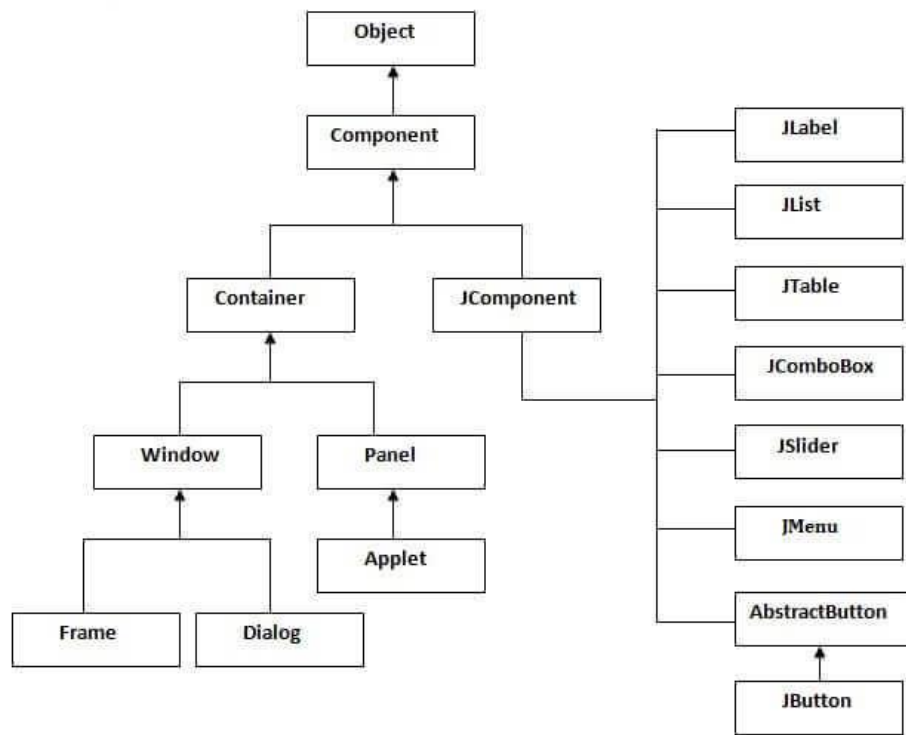 Object
Component
JLabel
JList
Container
JComponent
JTable
JComboBox
Window
Panel
JSlider
JMenu
Applet
Frame
Dialog
AbstractButton
JButton